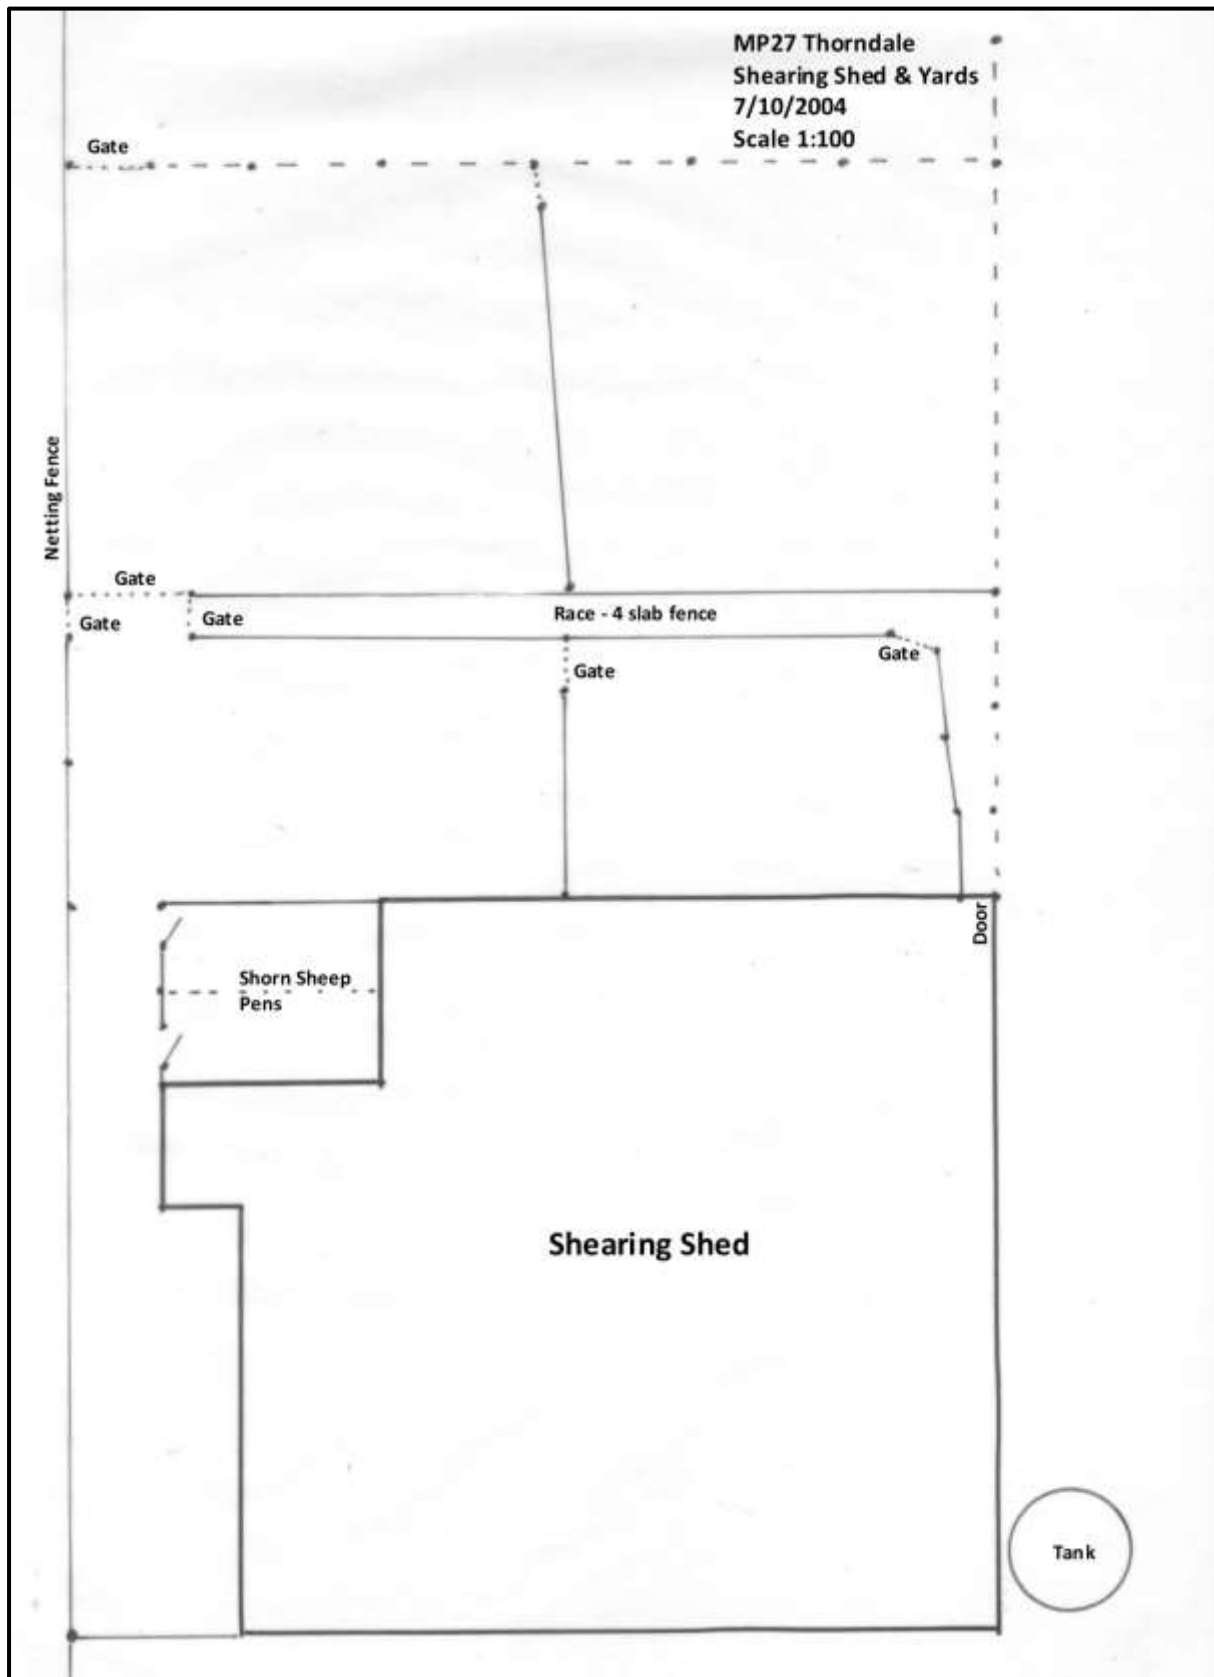 MP27 Thorndale
Shearing Shed & Yards
7/10/2004
Scale 1:100
Gate
Netting Fence
Gate
Gate
Gate
Race - 4 slab fence
Gate
Gate
Door
Shorn Sheep
Pens
Shearing Shed
Tank